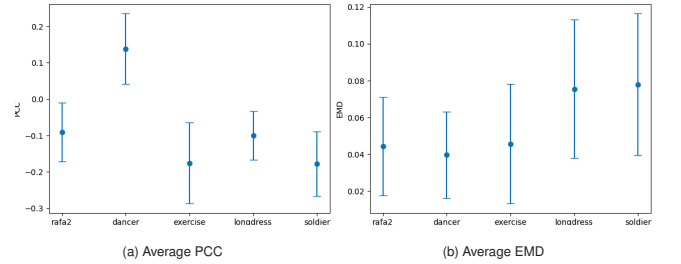 0.2
0.1
0.0
−0.1
−0.2
−0.3
PCC
rafa2 dancer exercise longdress soldier
(a) Average PCC
0.12
0.10
0.08
0.06
0.04
0.02
EMD
rafa2 dancer exercise longdress soldier
(b) Average EMD